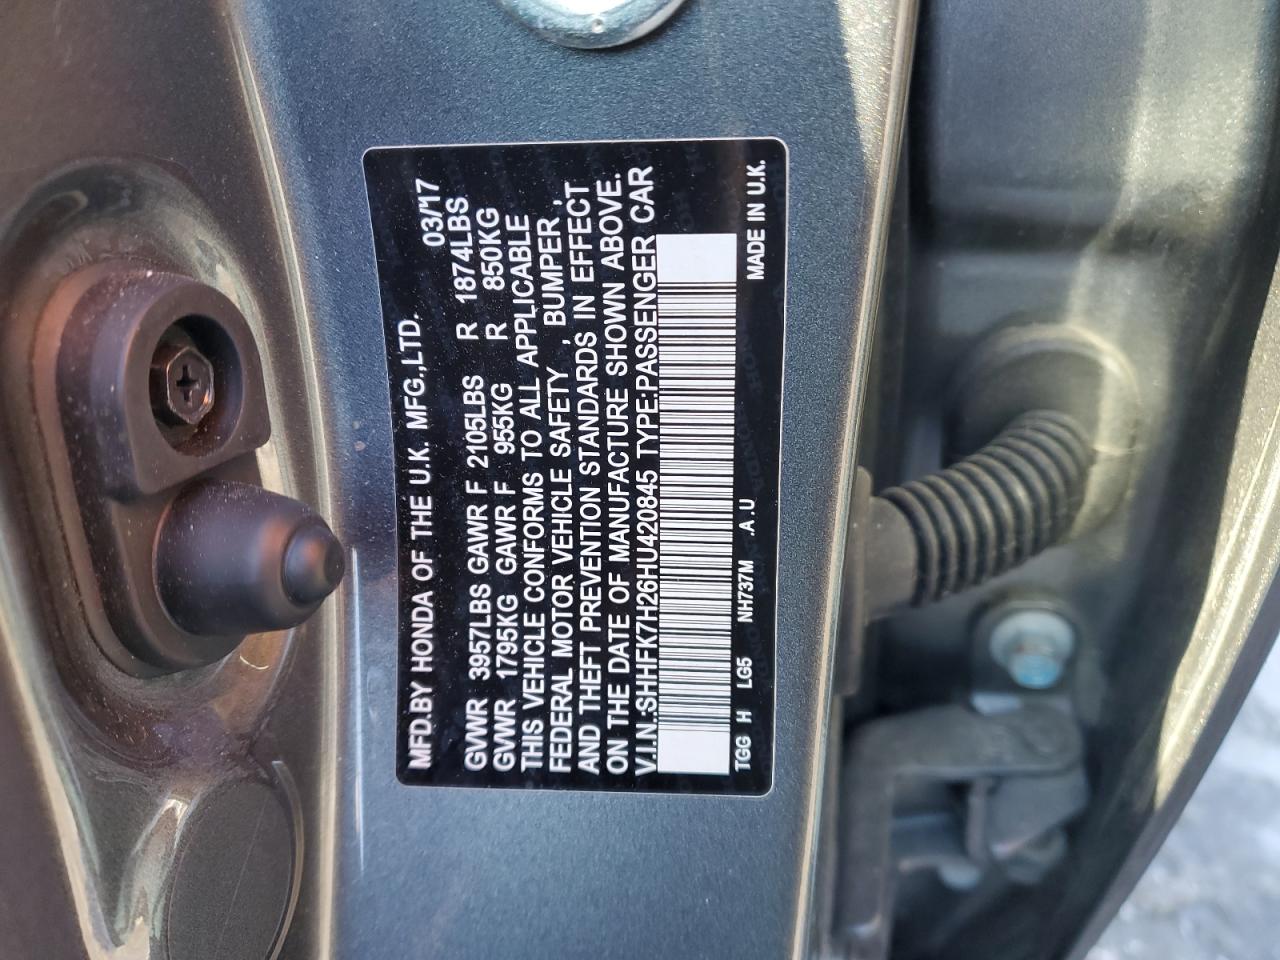 MFD.BY HONDA OF THE U.K. MFG.,LTD. 03/'17
GVWR 3957LBS GAWR F 2105LBS R 1874LBS
GVWR 1795KG GAWR F 955KG R 850KG
THIS VEHICLE CONFORMS TO ALL APPLICABLE
FEDERAL MOTOR VEHICLE SAFETY , BUMPER ,
AND THEFT PREVENTION STANDARDS IN EFFECT
ON THE DATE OF MANUFACTURE SHOWN ABOVE.
V.I.N.:SHHFK7H26HU420845 TYPE:PASSENGER CAR
TGG H LG5 NH737M .A.U MADE IN U.K.